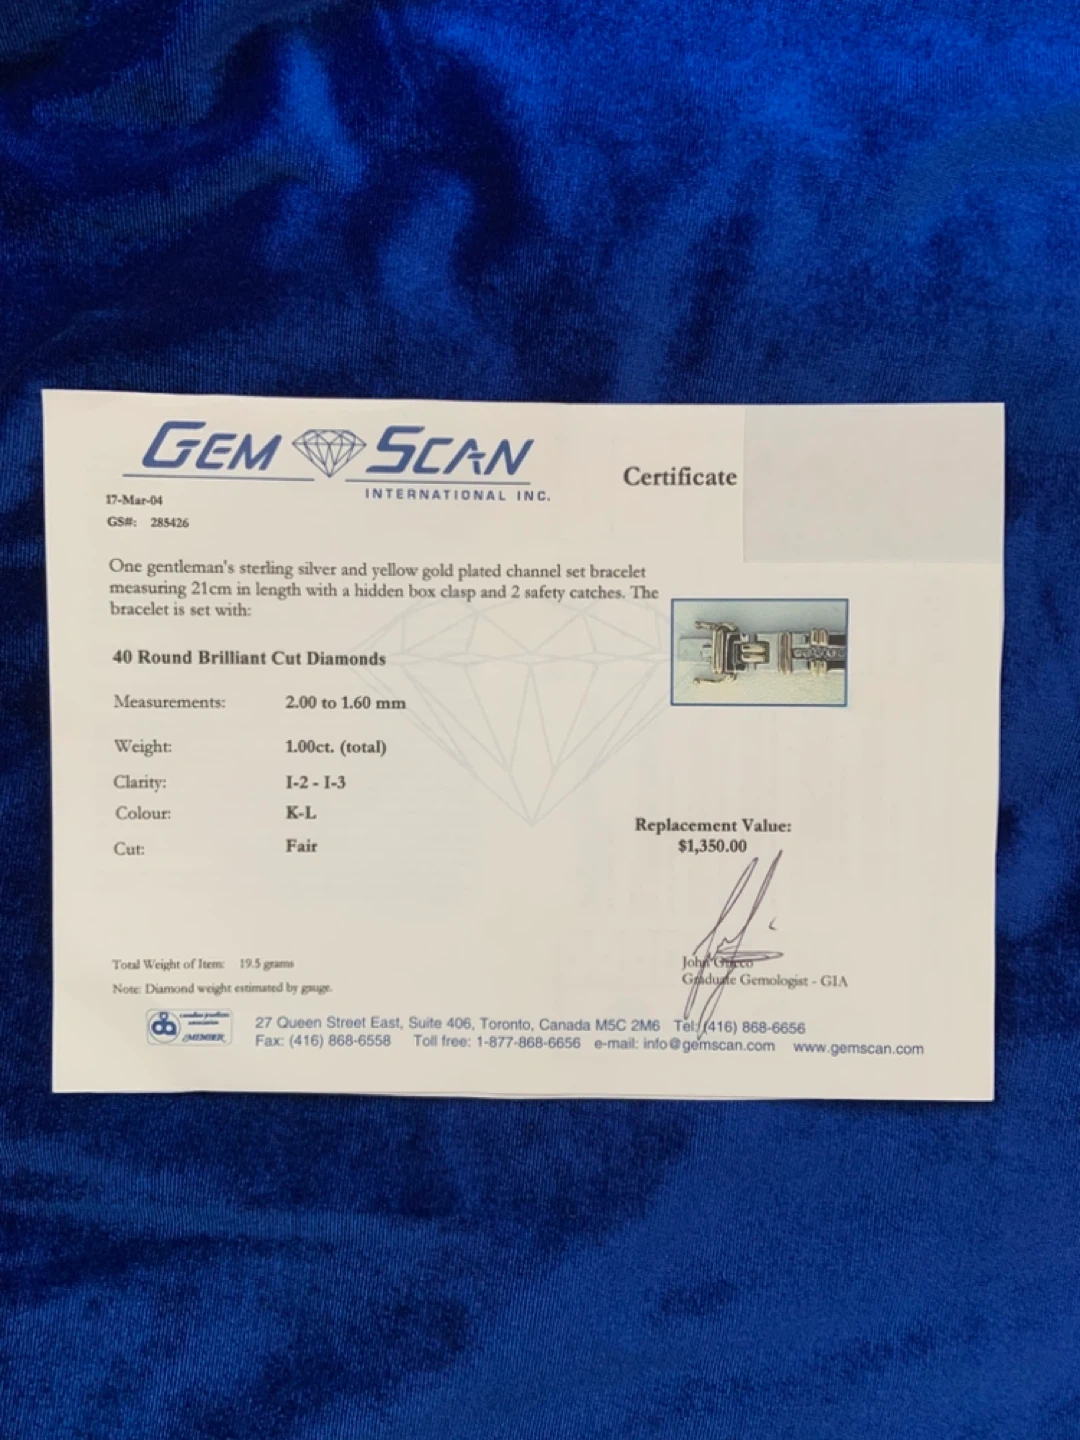 GEM SCAN
INTERNATIONAL INC.
Certificate
17-Mar-04
GS#: 285426
One gentleman's sterling silver and yellow gold plated channel set bracelet
measuring 21cm in length with a hidden box clasp and 2 safety catches. The
bracelet is set with:
40 Round Brilliant Cut Diamonds
Measurements: 2.00 to 1.60 mm
Weight: 1.00ct. (total)
Clarity: I-2 - I-3
Colour: K-L
Cut: Fair
Replacement Value:
$1,350.00
Total Weight of Item: 19.5 grams
Note: Diamond weight estimated by gauge.
John
Graduate Gemologist - GIA
canadian jewellers
association
MEMBER
27 Queen Street East, Suite 406, Toronto, Canada M5C 2M6 Tel: (416) 868-6656
Fax: (416) 868-6558 Toll free: 1-877-868-6656 e-mail: info@gemscan.com www.gemscan.com